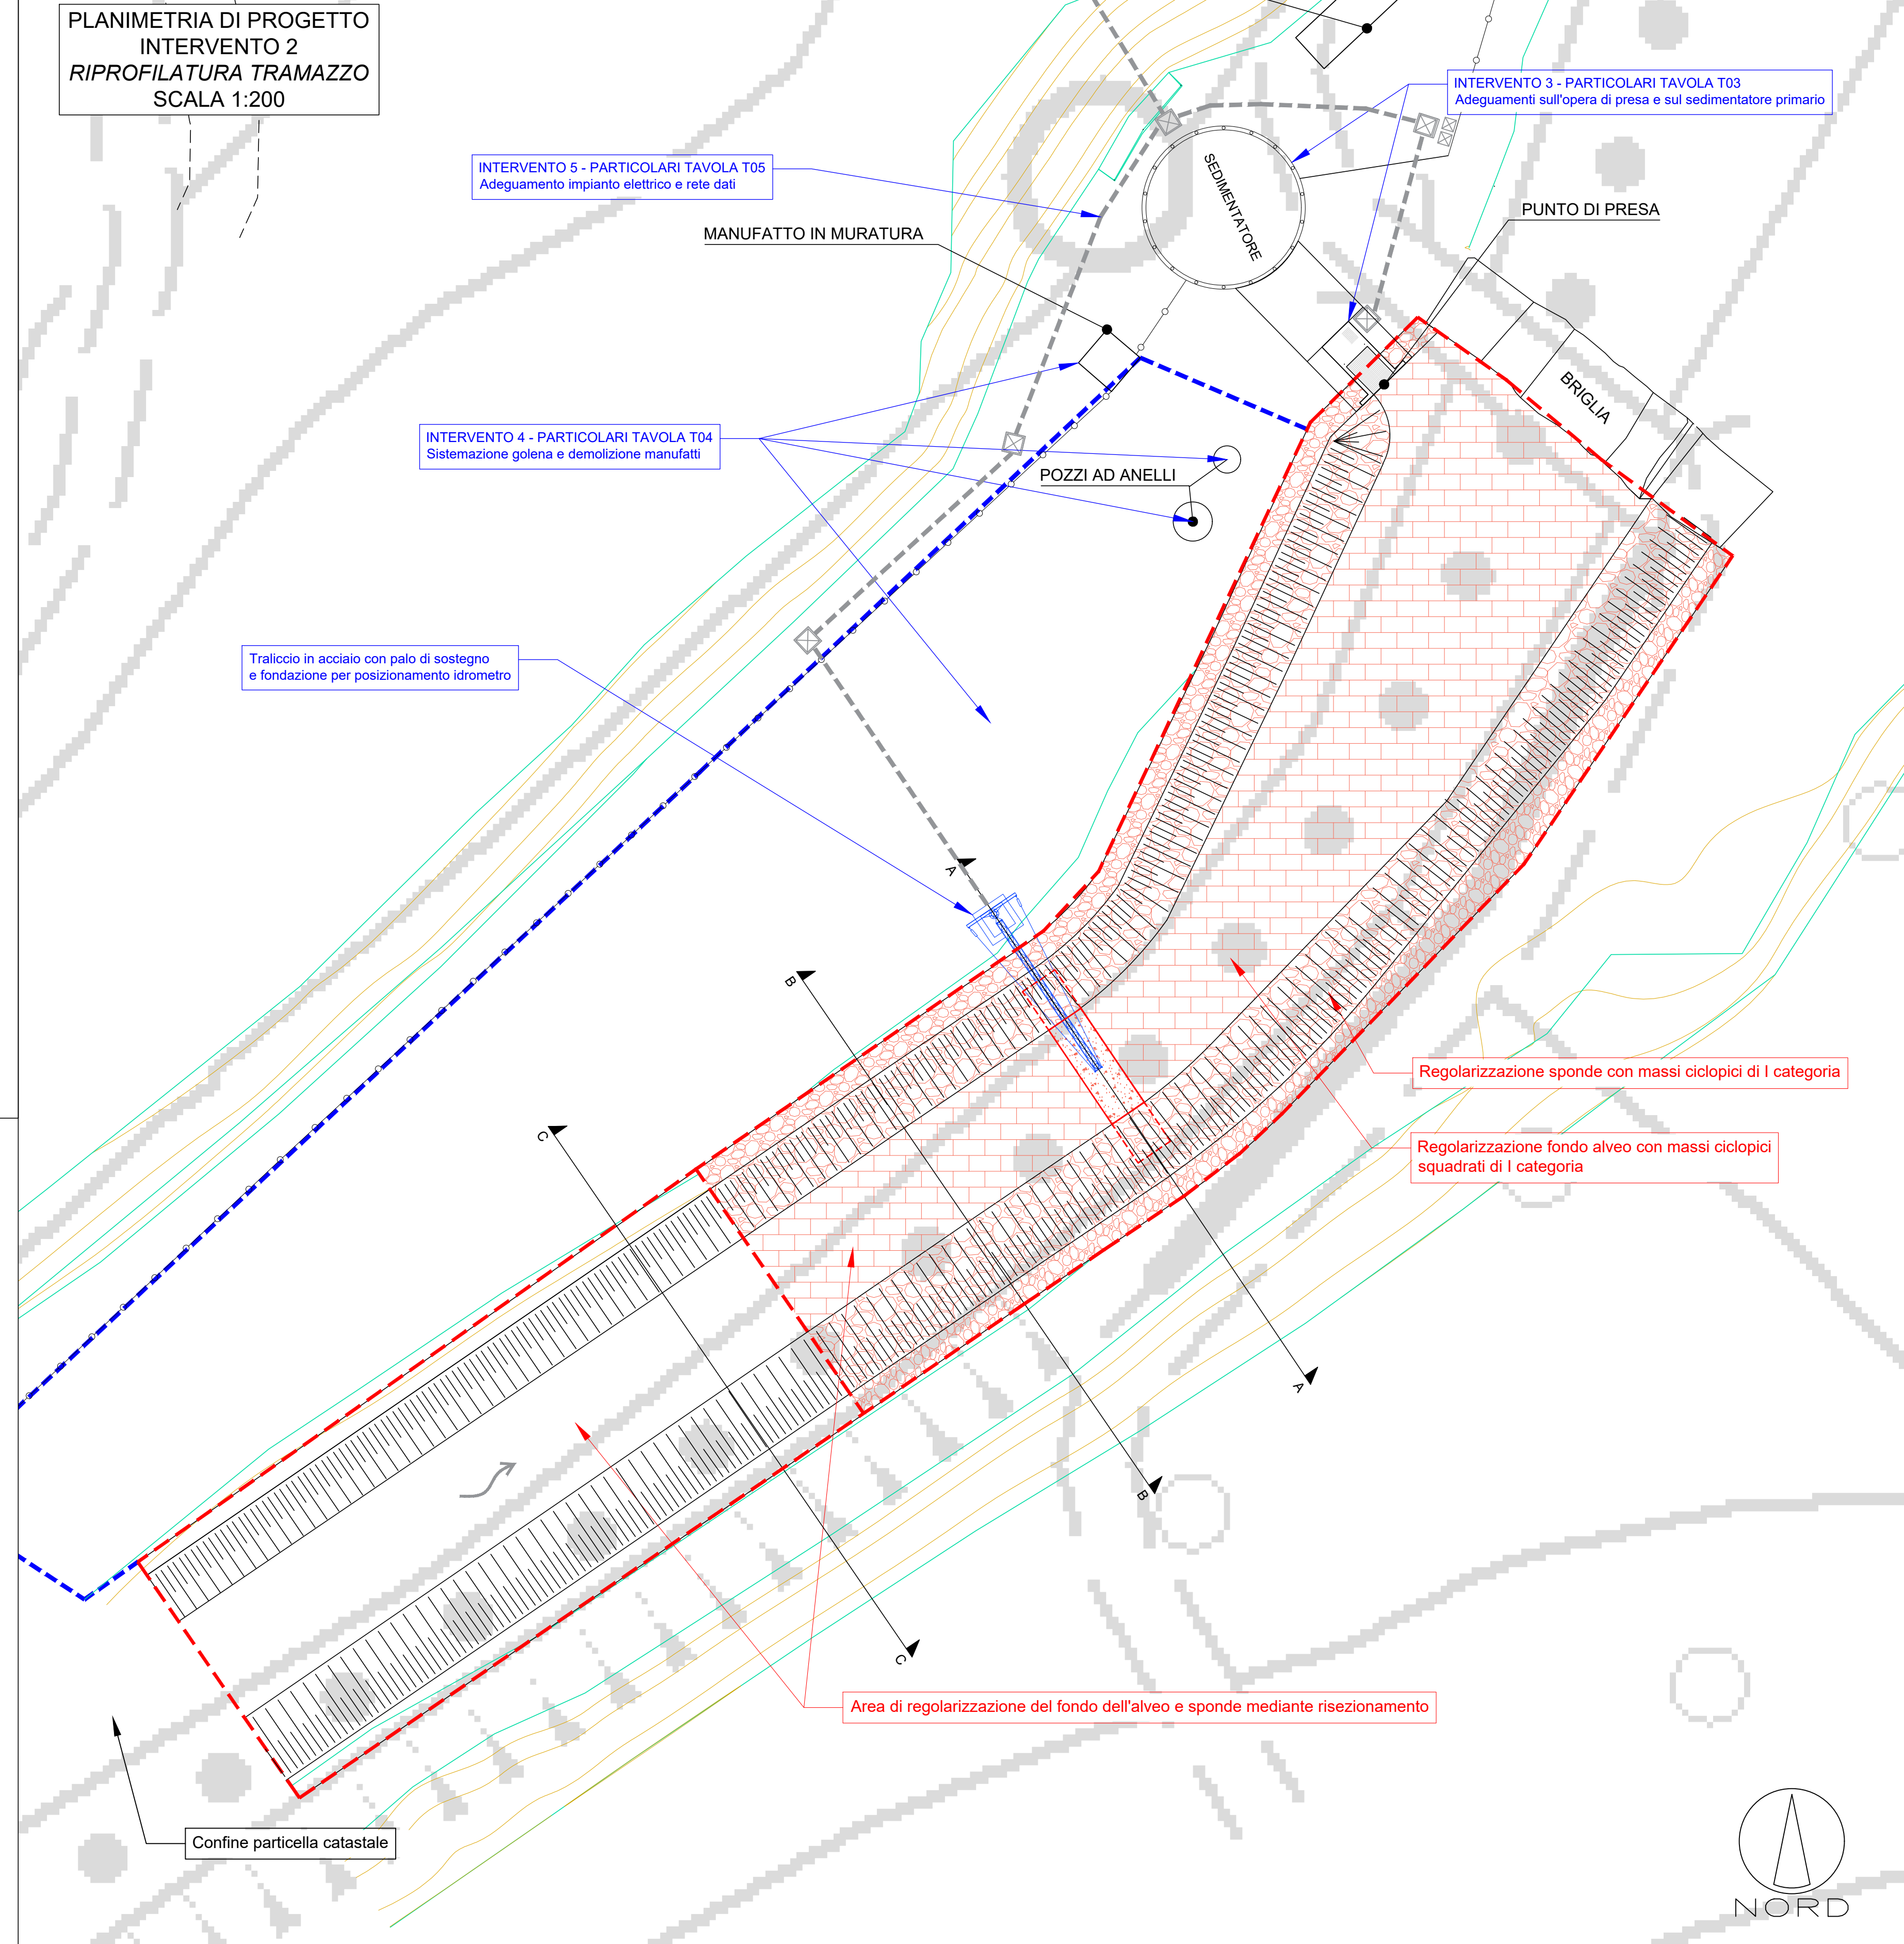 PLANIMETRIA DI PROGETTO
INTERVENTO 2
RIPROFILATURA TRAMAZZO
SCALA 1:200
INTERVENTO 3 - PARTICOLARI TAVOLA T03
Adeguamenti sull'opera di presa e sul sedimentatore primario
INTERVENTO 5 - PARTICOLARI TAVOLA T05
Adeguamento impianto elettrico e rete dati
SEDIMENTATORE
PUNTO DI PRESA
MANUFATTO IN MURATURA
BRIGLIA
INTERVENTO 4 - PARTICOLARI TAVOLA T04
Sistemazione golena e demolizione manufatti
POZZI AD ANELLI
Traliccio in acciaio con palo di sostegno
e fondazione per posizionamento idrometro
A
B
C
Regolarizzazione sponde con massi ciclopici di I categoria
Regolarizzazione fondo alveo con massi ciclopici
squadrati di I categoria
A
B
C
Area di regolarizzazione del fondo dell'alveo e sponde mediante risezionamento
Confine particella catastale
NORD